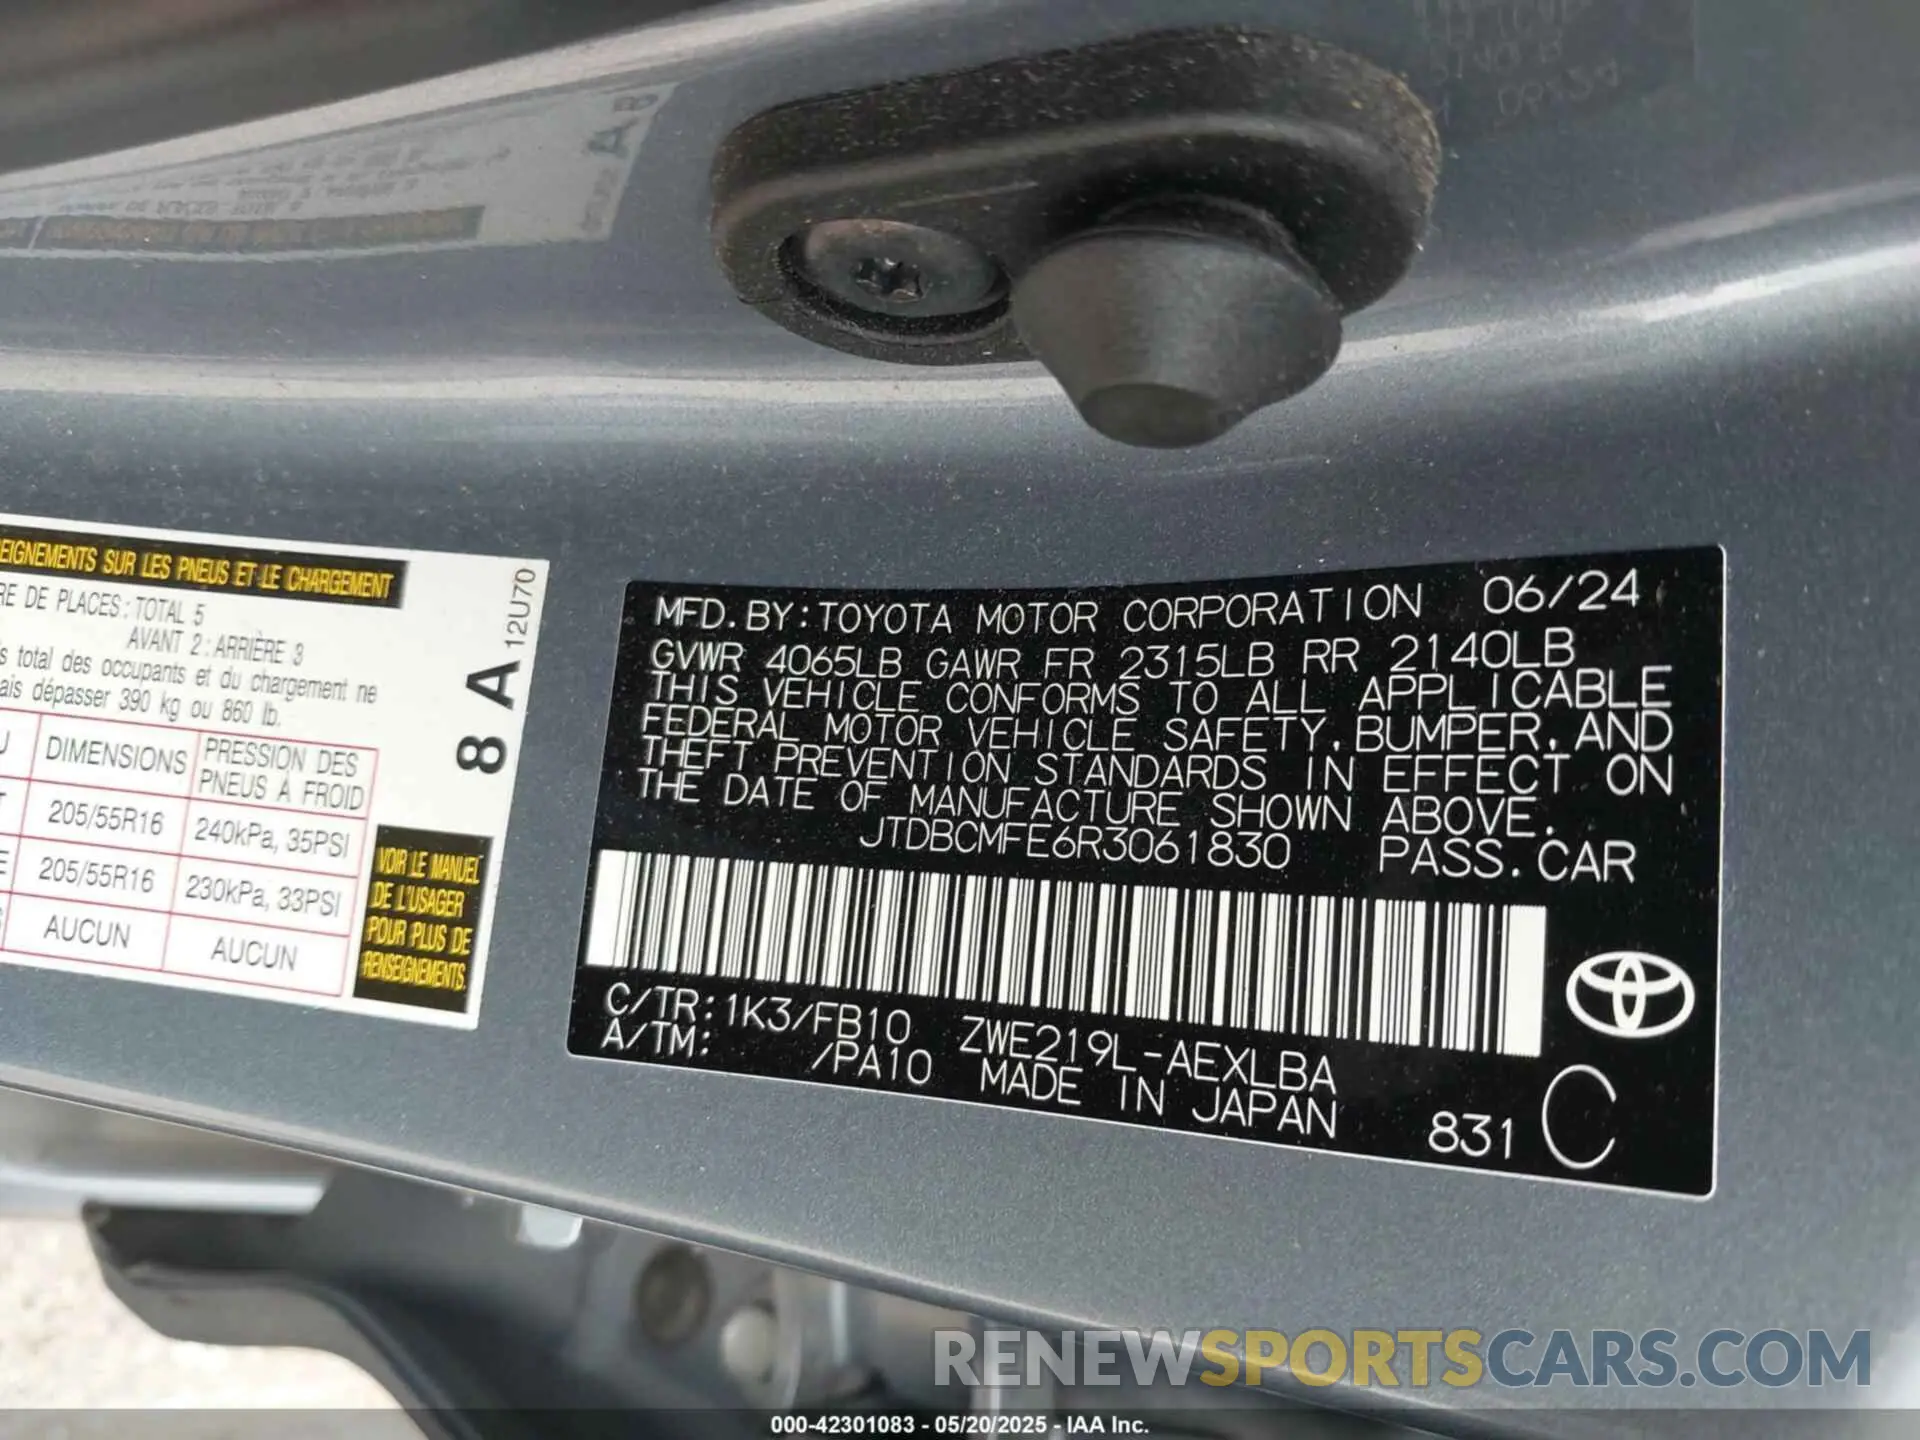 EIGNEMENTS SUR LES PNEUS ET LE CHARGEMENT
RE DE PLACES: TOTAL 5
AVANT 2: ARRIÈRE 3
s total des occupants et du chargement ne
ais dépasser 390 kg ou 860 lb.
DIMENSIONS PRESSION DES PNEUS À FROID
205/55R16 240kPa, 35PSI
205/55R16 230kPa, 33PSI
AUCUN AUCUN
VOIR LE MANUEL
DE L'USAGER
POUR PLUS DE
RENSEIGNEMENTS.
8 A 12U70
MFD. BY: TOYOTA MOTOR CORPORATION 06/24
GVWR 4065LB GAWR FR 2315LB RR 2140LB
THIS VEHICLE CONFORMS TO ALL APPLICABLE
FEDERAL MOTOR VEHICLE SAFETY, BUMPER, AND
THEFT PREVENTION STANDARDS IN EFFECT ON
THE DATE OF MANUFACTURE SHOWN ABOVE.
JTDBCMFE6R3061830 PASS. CAR
C/TR: 1K3/FB10 ZWE219L-AEXLBA
A/TM: /PA10 MADE IN JAPAN
831 C
RENEWSPORTSCARS.COM
000-42301083 - 05/20/2025 - IAA Inc.